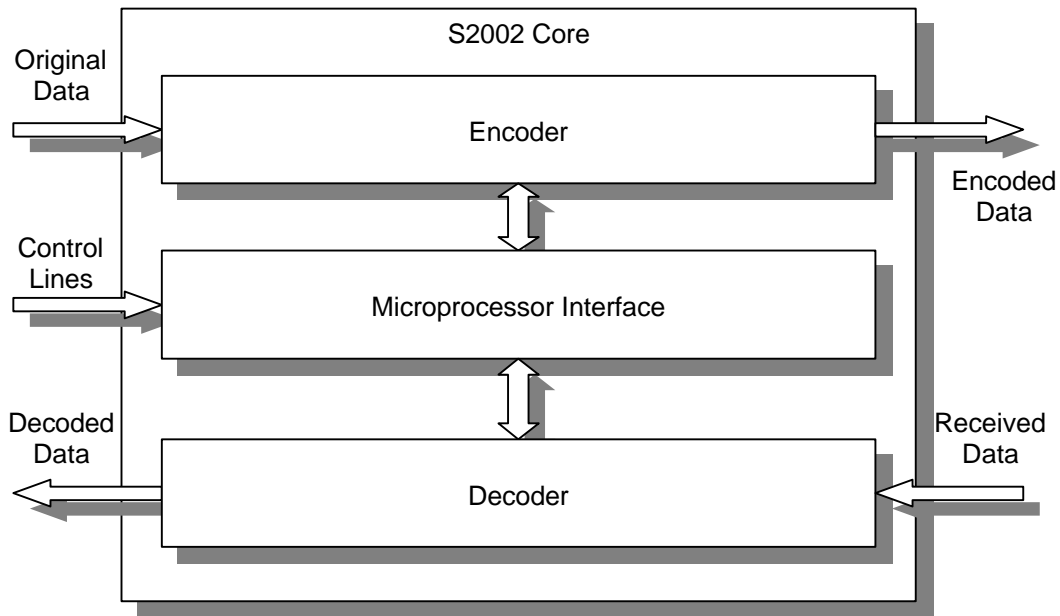 S2002 Core
Original
Data
Encoder
Encoded
Data
Control
Lines
Microprocessor Interface
Decoded
Data
Received
Data
Decoder